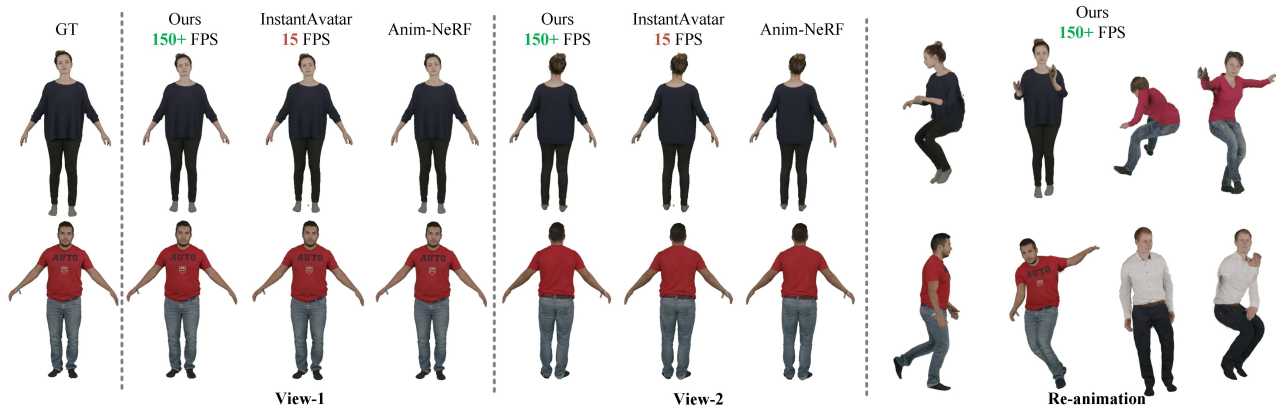 GT
Ours
150+ FPS
InstantAvatar
15 FPS
Anim-NeRF
Ours
150+ FPS
InstantAvatar
15 FPS
Anim-NeRF
Ours
150+ FPS
AUTO
AUTO
AUTO
AUTO
AUTO
View-1
View-2
Re-animation